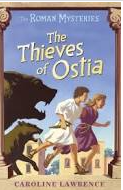 THE ROMAN MYSTERIES
The
Thieves of
Ostia
CAROLINE LAWRENCE